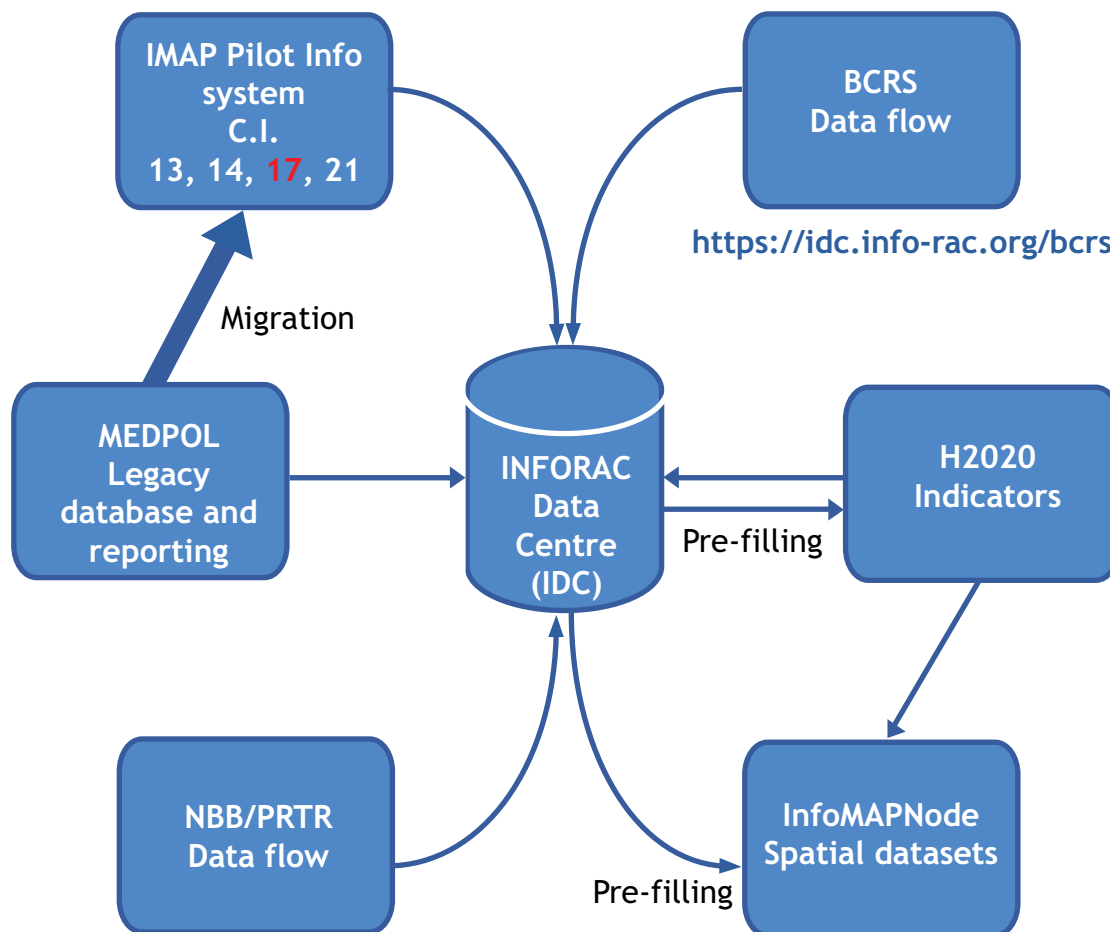 IMAP Pilot Info
system
C.I.
13, 14, 17, 21
BCRS
Data flow
https://idc.info-rac.org/bcrs
Migration
MEDPOL
Legacy
database and
reporting
INFORAC
Data
Centre
(IDC)
H2020
Indicators
Pre-filling
NBB/PRTR
Data flow
InfoMAPNode
Spatial datasets
Pre-filling